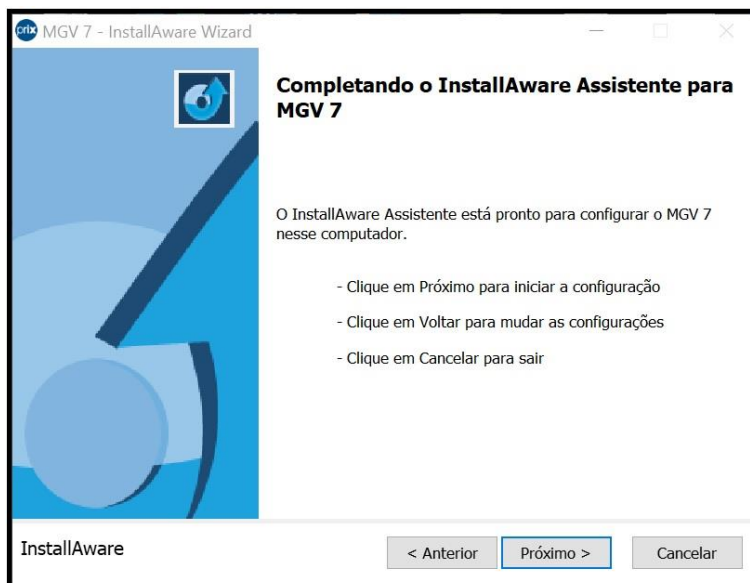 prix MGV 7 - InstallAware Wizard
Completando o InstallAware Assistente para
MGV 7
O InstallAware Assistente está pronto para configurar o MGV 7
nesse computador.
- Clique em Próximo para iniciar a configuração
- Clique em Voltar para mudar as configurações
- Clique em Cancelar para sair
InstallAware
< Anterior Próximo > Cancelar